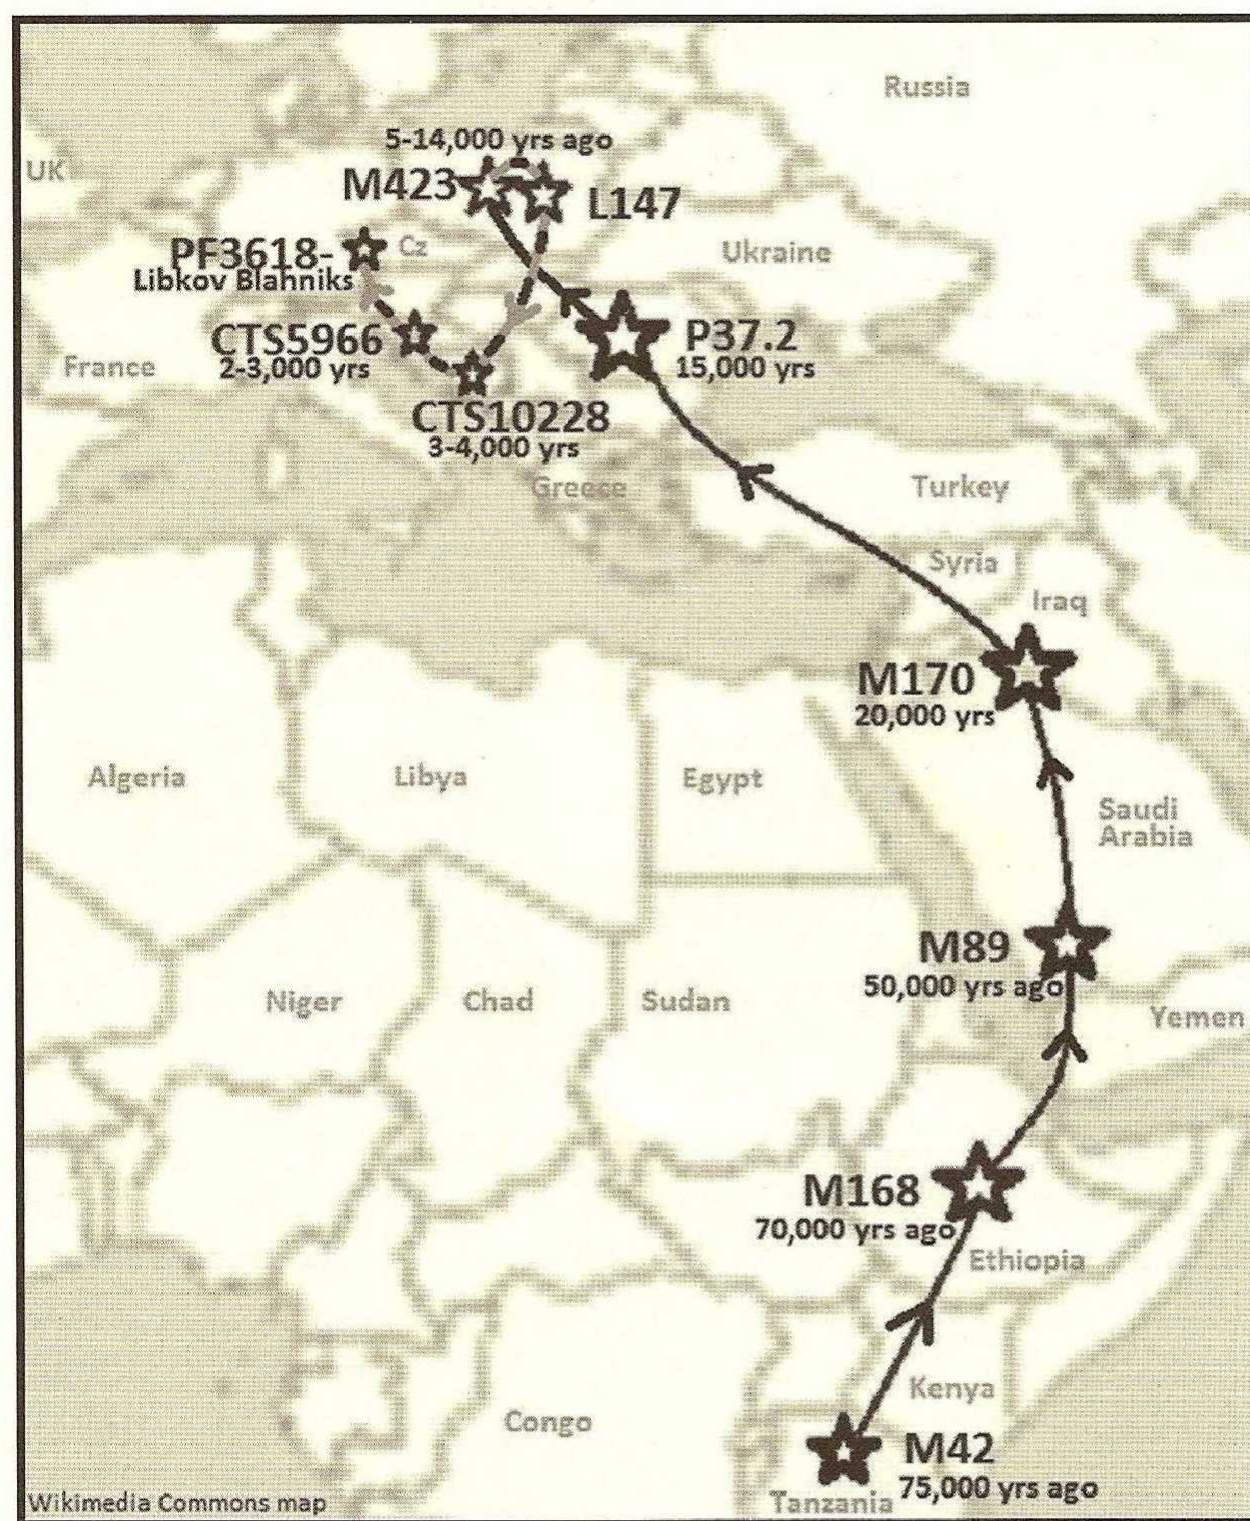 Russia
5-14,000 yrs ago
UK
M423
L147
PF3618-
Cz
Ukraine
Libkov Blahniks
CTS5966
2-3,000 yrs
P37.2
15,000 yrs
France
CTS10228
3-4,000 yrs
Greece
Turkey
Syria
Iraq
M170
20,000 yrs
Algeria
Libya
Egypt
Saudi
Arabia
M89
50,000 yrs ago
Niger
Chad
Sudan
Yemen
M168
70,000 yrs ago
Ethiopia
Kenya
Congo
M42
75,000 yrs ago
Tanzania
Wikimedia Commons map